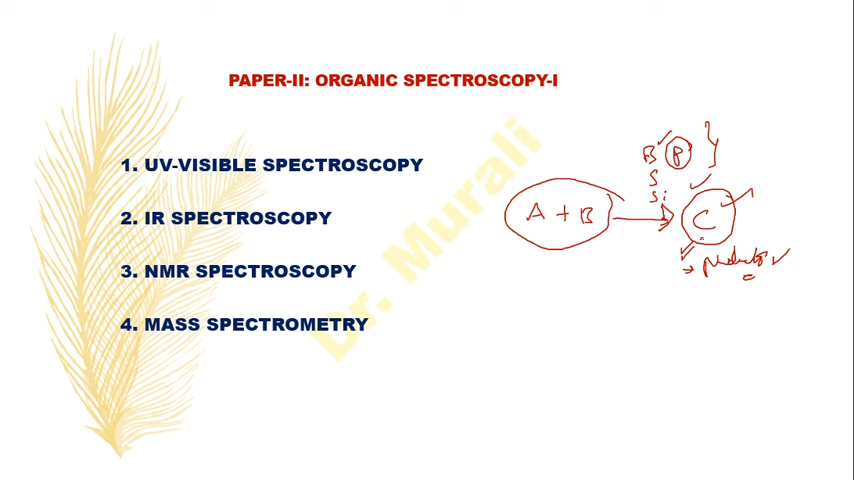 PAPER-II: ORGANIC SPECTROSCOPY-I
1. UV-VISIBLE SPECTROSCOPY
2. IR SPECTROSCOPY
3. NMR SPECTROSCOPY
4. MASS SPECTROMETRY
Dr. Murali
B P
S
Si
A + B
C